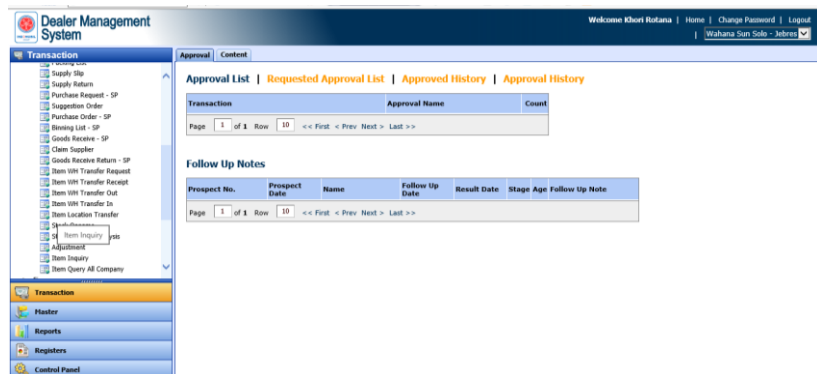 Dealer Management
System
Welcome Khori Rotana | Home | Change Password | Logout
| Wahana Sun Solo - Jebres
Transaction
Packing List
Supply Slip
Supply Return
Purchase Request - SP
Suggestion Order
Purchase Order - SP
Binning List - SP
Goods Receive - SP
Claim Supplier
Goods Receive Return - SP
Item WH Transfer Request
Item WH Transfer Receipt
Item WH Transfer Out
Item WH Transfer In
Item Location Transfer
Item Inquiry
Adjustment
Item Inquiry
Item Query All Company
Transaction
Master
Reports
Registers
Control Panel
Approval Content
Approval List | Requested Approval List | Approved History | Approval History
Transaction Approval Name Count
Page 1 of 1 Row 10 << First < Prev Next > Last >>
Follow Up Notes
Prospect No. Prospect Date Name Follow Up Date Result Date Stage Age Follow Up Note
Page 1 of 1 Row 10 << First < Prev Next > Last >>